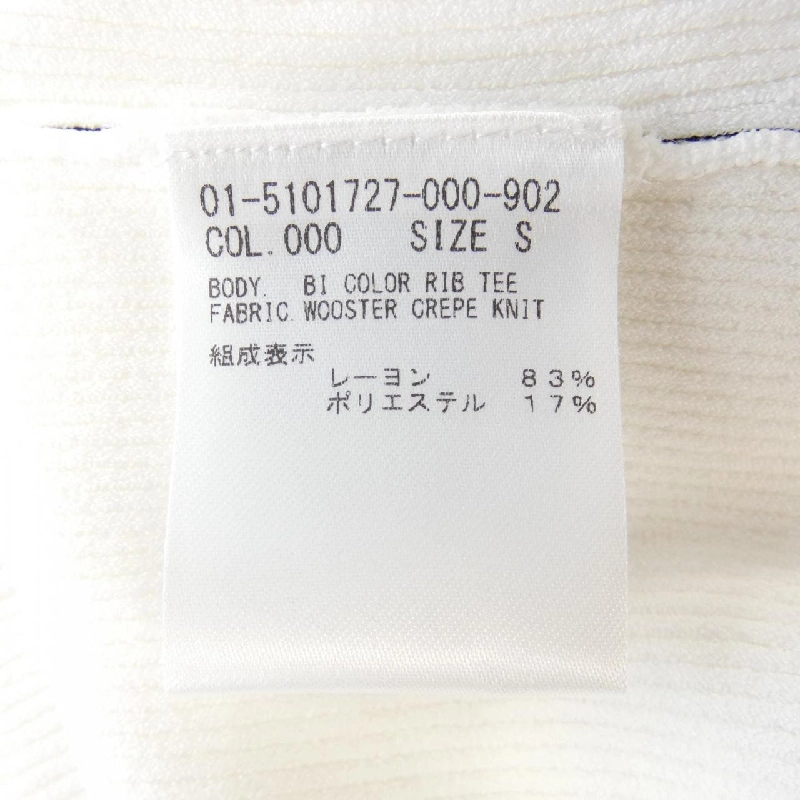 01-5101727-000-902
COL.000 SIZE S
BODY. BI COLOR RIB TEE
FABRIC.WOOSTER CREPE KNIT
組成表示
レーヨン 83%
ポリエステル 17%